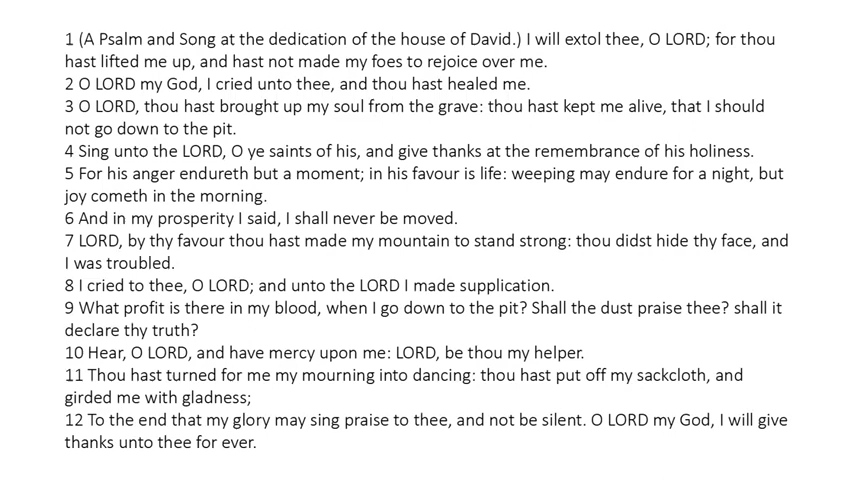 1 (A Psalm and Song at the dedication of the house of David.) I will extol thee, O LORD; for thou
hast lifted me up, and hast not made my foes to rejoice over me.
2 O LORD my God, I cried unto thee, and thou hast healed me.
3 O LORD, thou hast brought up my soul from the grave: thou hast kept me alive, that I should
not go down to the pit.
4 Sing unto the LORD, O ye saints of his, and give thanks at the remembrance of his holiness.
5 For his anger endureth but a moment; in his favour is life: weeping may endure for a night, but
joy cometh in the morning.
6 And in my prosperity I said, I shall never be moved.
7 LORD, by thy favour thou hast made my mountain to stand strong: thou didst hide thy face, and
I was troubled.
8 I cried to thee, O LORD; and unto the LORD I made supplication.
9 What profit is there in my blood, when I go down to the pit? Shall the dust praise thee? shall it
declare thy truth?
10 Hear, O LORD, and have mercy upon me: LORD, be thou my helper.
11 Thou hast turned for me my mourning into dancing: thou hast put off my sackcloth, and
girded me with gladness;
12 To the end that my glory may sing praise to thee, and not be silent. O LORD my God, I will give
thanks unto thee for ever.